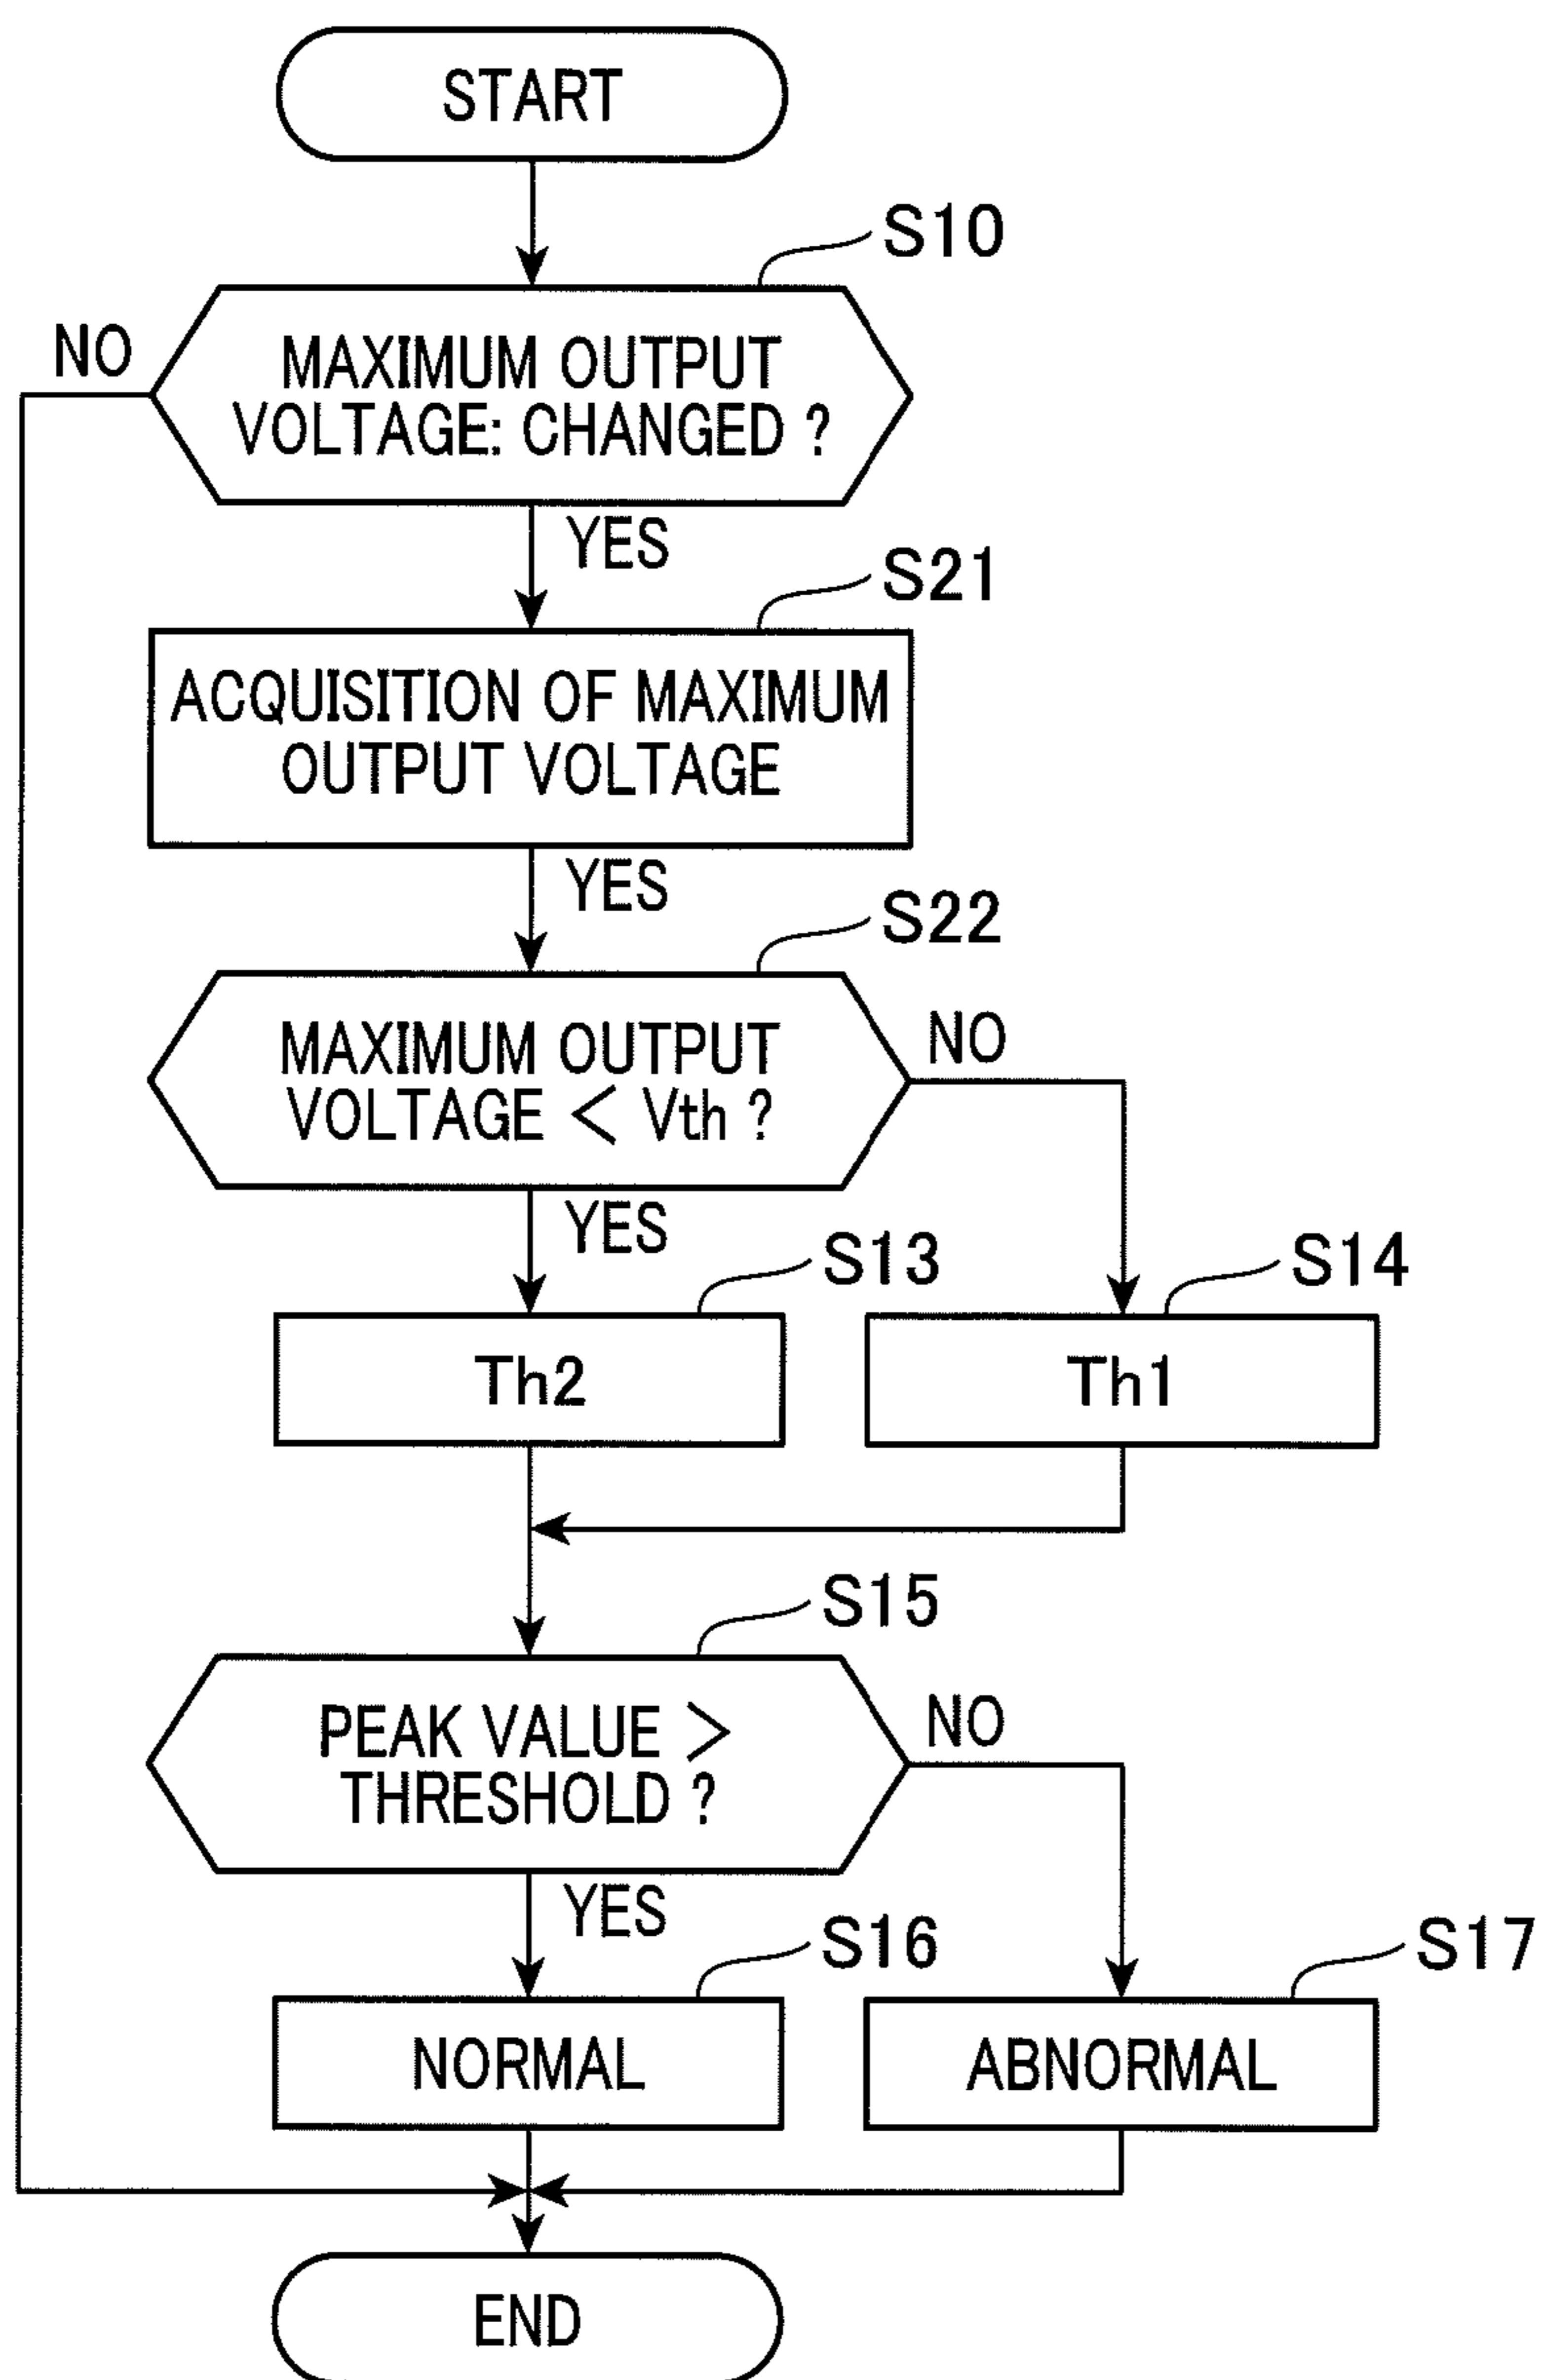 START
S10
NO
MAXIMUM OUTPUT
VOLTAGE: CHANGED ?
YES
S21
ACQUISITION OF MAXIMUM
OUTPUT VOLTAGE
YES
S22
MAXIMUM OUTPUT
VOLTAGE < Vth ?
NO
YES
S13
S14
Th2
Th1
S15
PEAK VALUE >
THRESHOLD ?
NO
YES
S16
S17
NORMAL
ABNORMAL
END